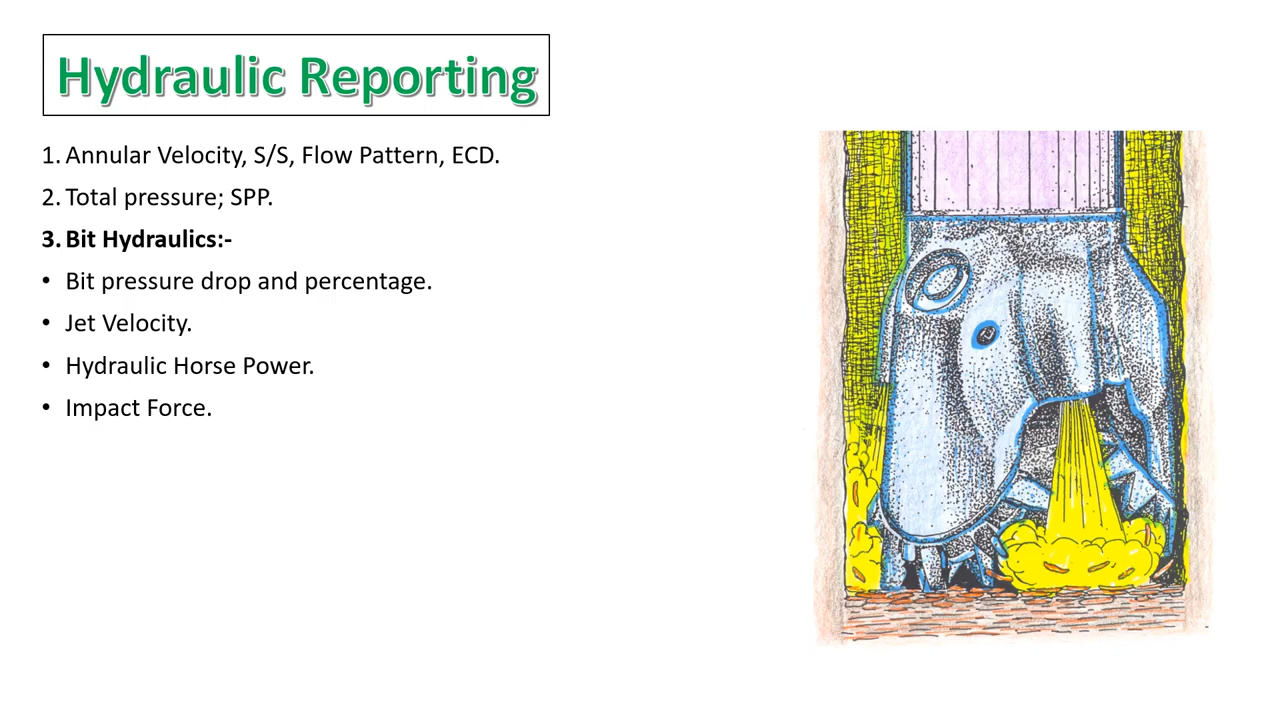 Hydraulic Reporting
1. Annular Velocity, S/S, Flow Pattern, ECD.
2. Total pressure; SPP.
3. Bit Hydraulics:-
• Bit pressure drop and percentage.
• Jet Velocity.
• Hydraulic Horse Power.
• Impact Force.